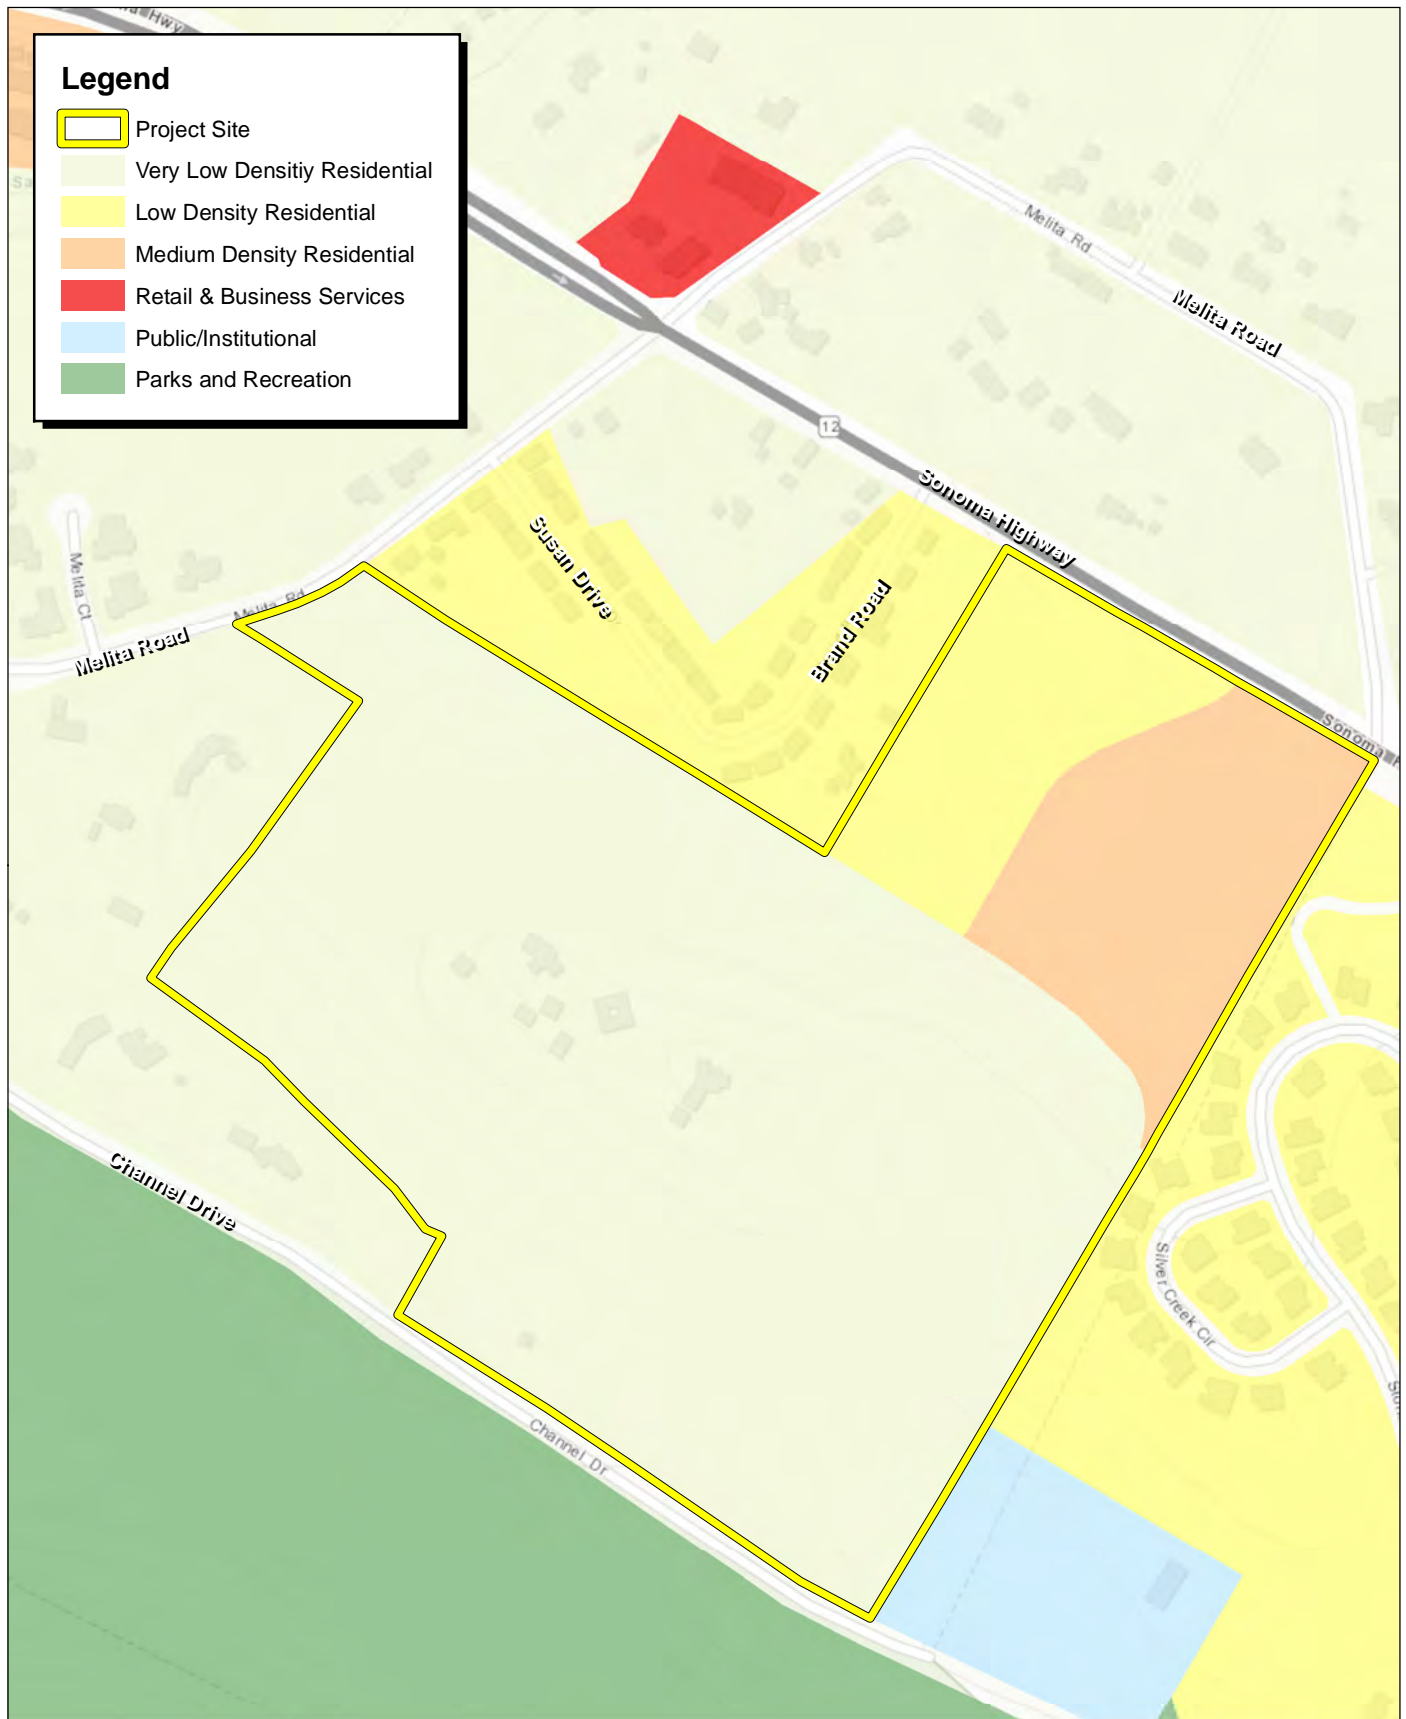 Hwy
Legend
Project Site
Very Low Densitiy Residential
Low Density Residential
Medium Density Residential
Retail & Business Services
Public/Institutional
Parks and Recreation
Melita Rd
Melita Road
12
Sonoma Highway
Susan Drive
Brand Road
Melita Ct
Melita Rd
Melita Road
Sonoma
Channel Drive
Silver Creek Cir
Channel Dr